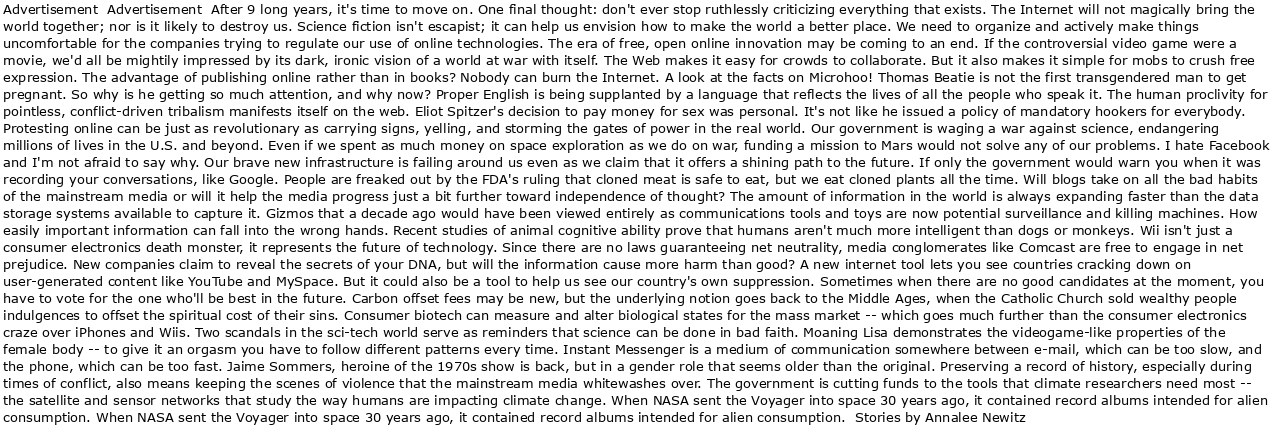 Advertisement  Advertisement  After 9 long years, it's time to move on. One final thought: don't ever stop ruthlessly criticizing everything that exists. The Internet will not magically bring the
world together; nor is it likely to destroy us. Science fiction isn't escapist; it can help us envision how to make the world a better place. We need to organize and actively make things
uncomfortable for the companies trying to regulate our use of online technologies. The era of free, open online innovation may be coming to an end. If the controversial video game were a
movie, we'd all be mightily impressed by its dark, ironic vision of a world at war with itself. The Web makes it easy for crowds to collaborate. But it also makes it simple for mobs to crush free
expression. The advantage of publishing online rather than in books? Nobody can burn the Internet. A look at the facts on Microhoo! Thomas Beatie is not the first transgendered man to get
pregnant. So why is he getting so much attention, and why now? Proper English is being supplanted by a language that reflects the lives of all the people who speak it. The human proclivity for
pointless, conflict-driven tribalism manifests itself on the web. Eliot Spitzer's decision to pay money for sex was personal. It's not like he issued a policy of mandatory hookers for everybody.
Protesting online can be just as revolutionary as carrying signs, yelling, and storming the gates of power in the real world. Our government is waging a war against science, endangering
millions of lives in the U.S. and beyond. Even if we spent as much money on space exploration as we do on war, funding a mission to Mars would not solve any of our problems. I hate Facebook
and I'm not afraid to say why. Our brave new infrastructure is failing around us even as we claim that it offers a shining path to the future. If only the government would warn you when it was
recording your conversations, like Google. People are freaked out by the FDA's ruling that cloned meat is safe to eat, but we eat cloned plants all the time. Will blogs take on all the bad habits
of the mainstream media or will it help the media progress just a bit further toward independence of thought? The amount of information in the world is always expanding faster than the data
storage systems available to capture it. Gizmos that a decade ago would have been viewed entirely as communications tools and toys are now potential surveillance and killing machines. How
easily important information can fall into the wrong hands. Recent studies of animal cognitive ability prove that humans aren't much more intelligent than dogs or monkeys. Wii isn't just a
consumer electronics death monster, it represents the future of technology. Since there are no laws guaranteeing net neutrality, media conglomerates like Comcast are free to engage in net
prejudice. New companies claim to reveal the secrets of your DNA, but will the information cause more harm than good? A new internet tool lets you see countries cracking down on
user-generated content like YouTube and MySpace. But it could also be a tool to help us see our country's own suppression. Sometimes when there are no good candidates at the moment, you
have to vote for the one who'll be best in the future. Carbon offset fees may be new, but the underlying notion goes back to the Middle Ages, when the Catholic Church sold wealthy people
indulgences to offset the spiritual cost of their sins. Consumer biotech can measure and alter biological states for the mass market -- which goes much further than the consumer electronics
craze over iPhones and Wiis. Two scandals in the sci-tech world serve as reminders that science can be done in bad faith. Moaning Lisa demonstrates the videogame-like properties of the
female body -- to give it an orgasm you have to follow different patterns every time. Instant Messenger is a medium of communication somewhere between e-mail, which can be too slow, and
the phone, which can be too fast. Jaime Sommers, heroine of the 1970s show is back, but in a gender role that seems older than the original. Preserving a record of history, especially during
times of conflict, also means keeping the scenes of violence that the mainstream media whitewashes over. The government is cutting funds to the tools that climate researchers need most --
the satellite and sensor networks that study the way humans are impacting climate change. When NASA sent the Voyager into space 30 years ago, it contained record albums intended for alien
consumption. When NASA sent the Voyager into space 30 years ago, it contained record albums intended for alien consumption.  Stories by Annalee Newitz